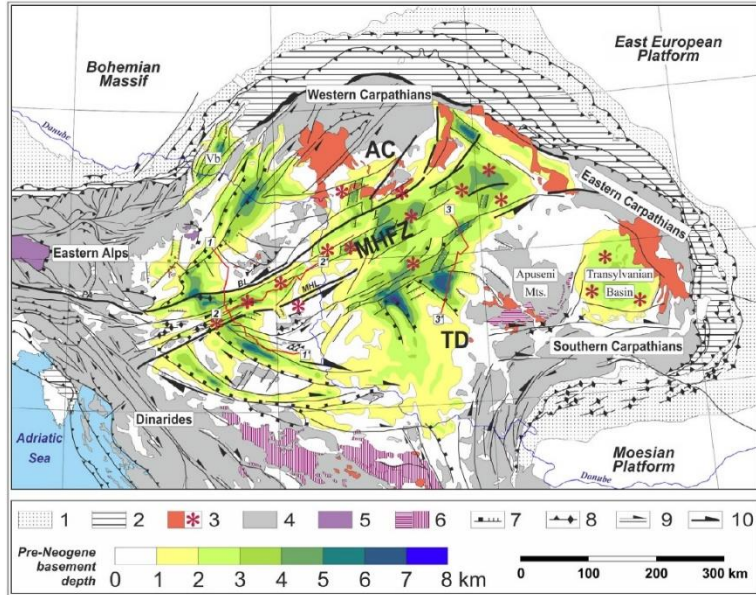 Bohemian
Massif
East European
Platform
Danube
Western Carpathians
Vb
AC
Eastern Carpathians
MHFZ
Eastern Alps
1
2'
3
BL
MHL
Apuseni
Mts.
Transylvanian
Basin
2
1'
3'
TD
Southern Carpathians
Dinarides
Adriatic
Sea
Moesian
Platform
Danube
1 2 3 4 5 6 7 8 9 10
Pre-Neogene
basement
depth
0 1 2 3 4 5 6 7 8 km
0 100 200 300 km